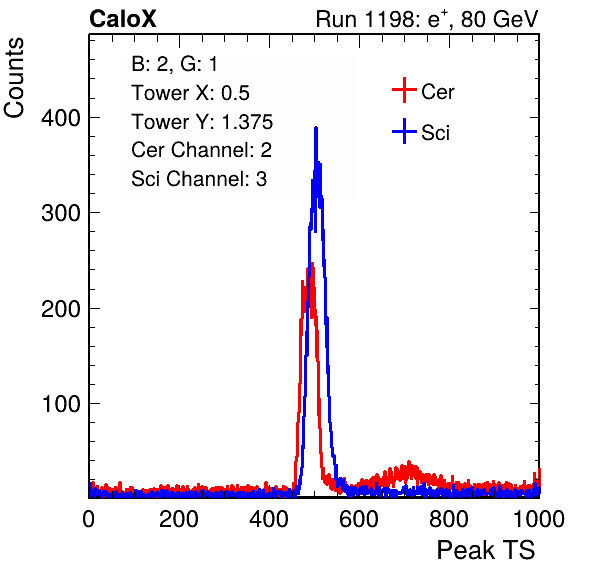 CaloX Run 1198: e⁺, 80 GeV
Counts
B: 2, G: 1
Tower X: 0.5
Tower Y: 1.375
Cer Channel: 2
Sci Channel: 3
Cer
Sci
400
300
200
100
0 200 400 600 800 1000
Peak TS